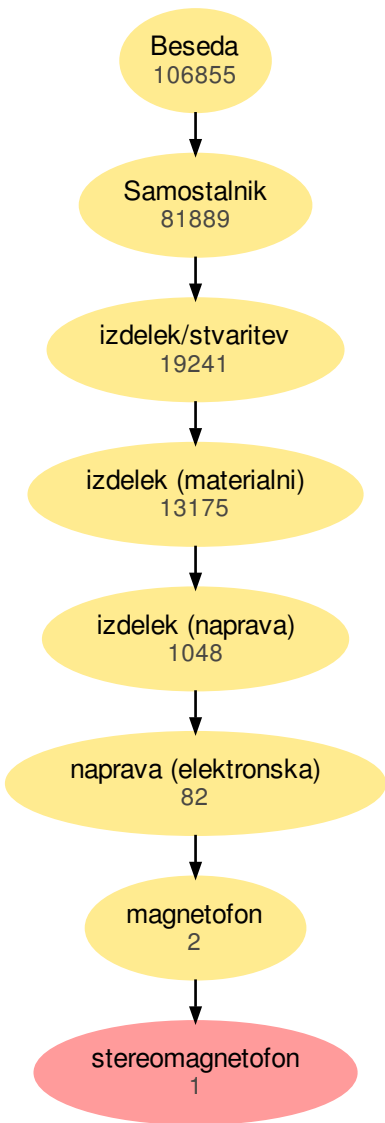 Beseda
106855
Samostalnik
81889
izdelek/stvaritev
19241
izdelek (materialni)
13175
izdelek (naprava)
1048
naprava (elektronska)
82
magnetofon
2
stereomagnetofon
1